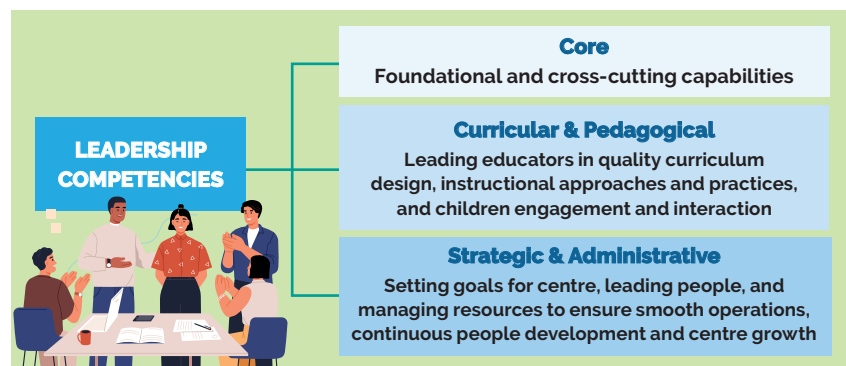 LEADERSHIP
COMPETENCIES
Core
Foundational and cross-cutting capabilities
Curricular & Pedagogical
Leading educators in quality curriculum
design, instructional approaches and practices,
and children engagement and interaction
Strategic & Administrative
Setting goals for centre, leading people, and
managing resources to ensure smooth operations,
continuous people development and centre growth